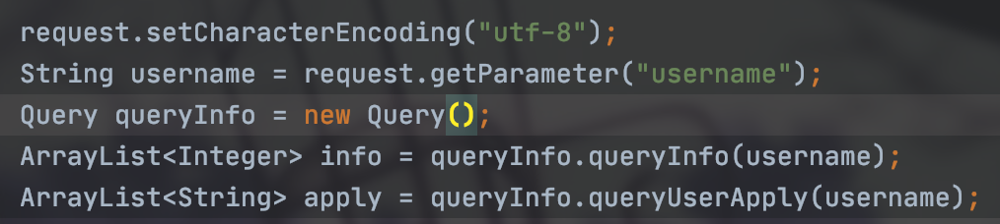 request.setCharacterEncoding("utf-8");
String username = request.getParameter("username");
Query queryInfo = new Query();
ArrayList<Integer> info = queryInfo.queryInfo(username);
ArrayList<String> apply = queryInfo.queryUserApply(username);